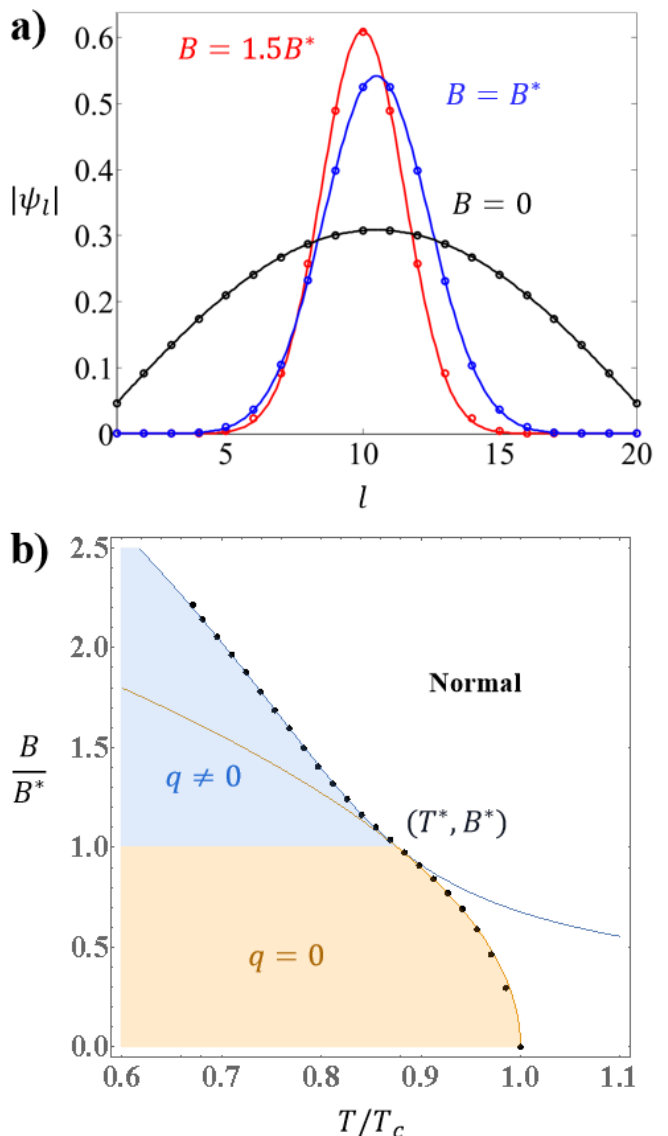 a)
0.6
0.5
0.4
0.3
0.2
0.1
0
|ψ_l|
B = 1.5B*
B = B*
B = 0
5
10
15
20
l
b)
2.5
2.0
1.5
1.0
0.5
0.0
B/B*
Normal
q ≠ 0
(T*, B*)
q = 0
0.6
0.7
0.8
0.9
1.0
1.1
T/T_c